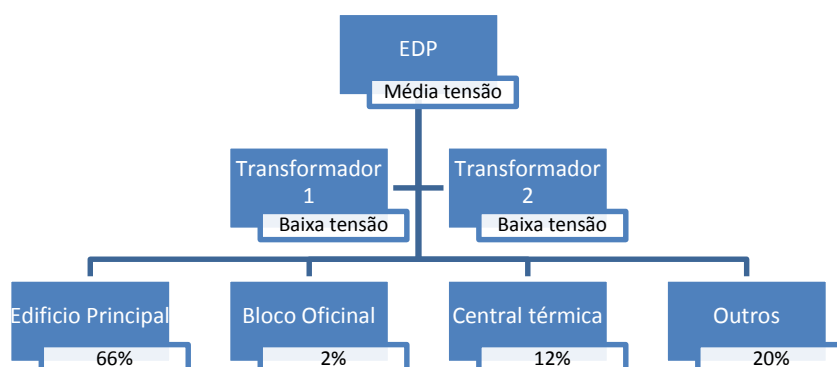 EDP
Média tensão
Transformador
1
Baixa tensão
Transformador
2
Baixa tensão
Edificio Principal
66%
Bloco Oficinal
2%
Central térmica
12%
Outros
20%